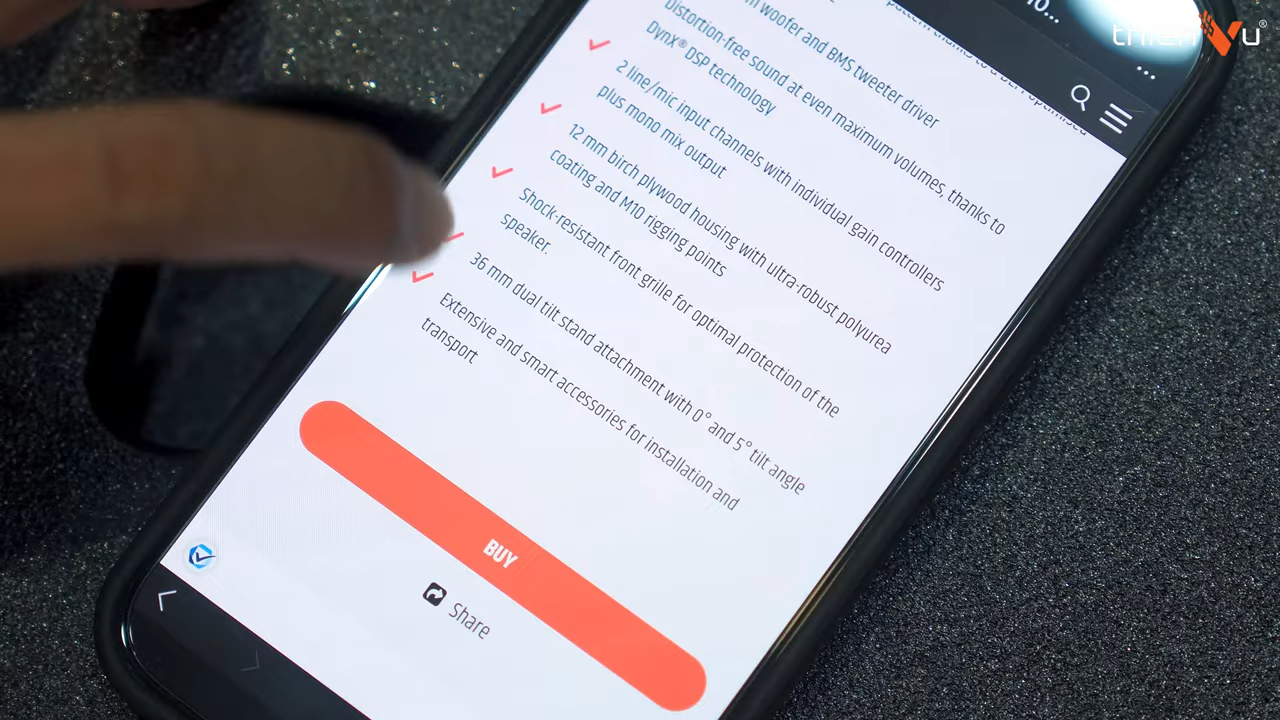 thienVu®
10...
woofer and BMS tweeter driver
Distortion-free sound at even maximum volumes, thanks to
DynX® DSP technology
2 line/mic input channels with individual gain controllers
plus mono mix output
12 mm birch plywood housing with ultra-robust polyurea
coating and M10 rigging points
Shock-resistant front grille for optimal protection of the
speaker.
36 mm dual tilt stand attachment with 0° and 5° tilt angle
Extensive and smart accessories for installation and
transport
BUY
Share